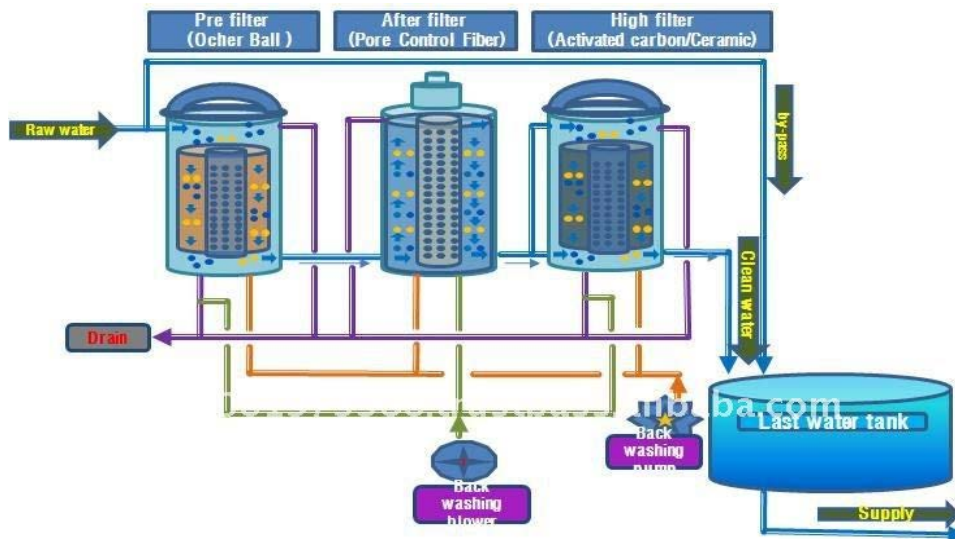 Pre filter
(Ocher Ball )
After filter
(Pore Control Fiber)
High filter
(Activated carbon/Ceramic)
Raw water
by-pass
Clean water
Drain
Last water tank
Back
washing
pump
Back
washing
blower
Supply